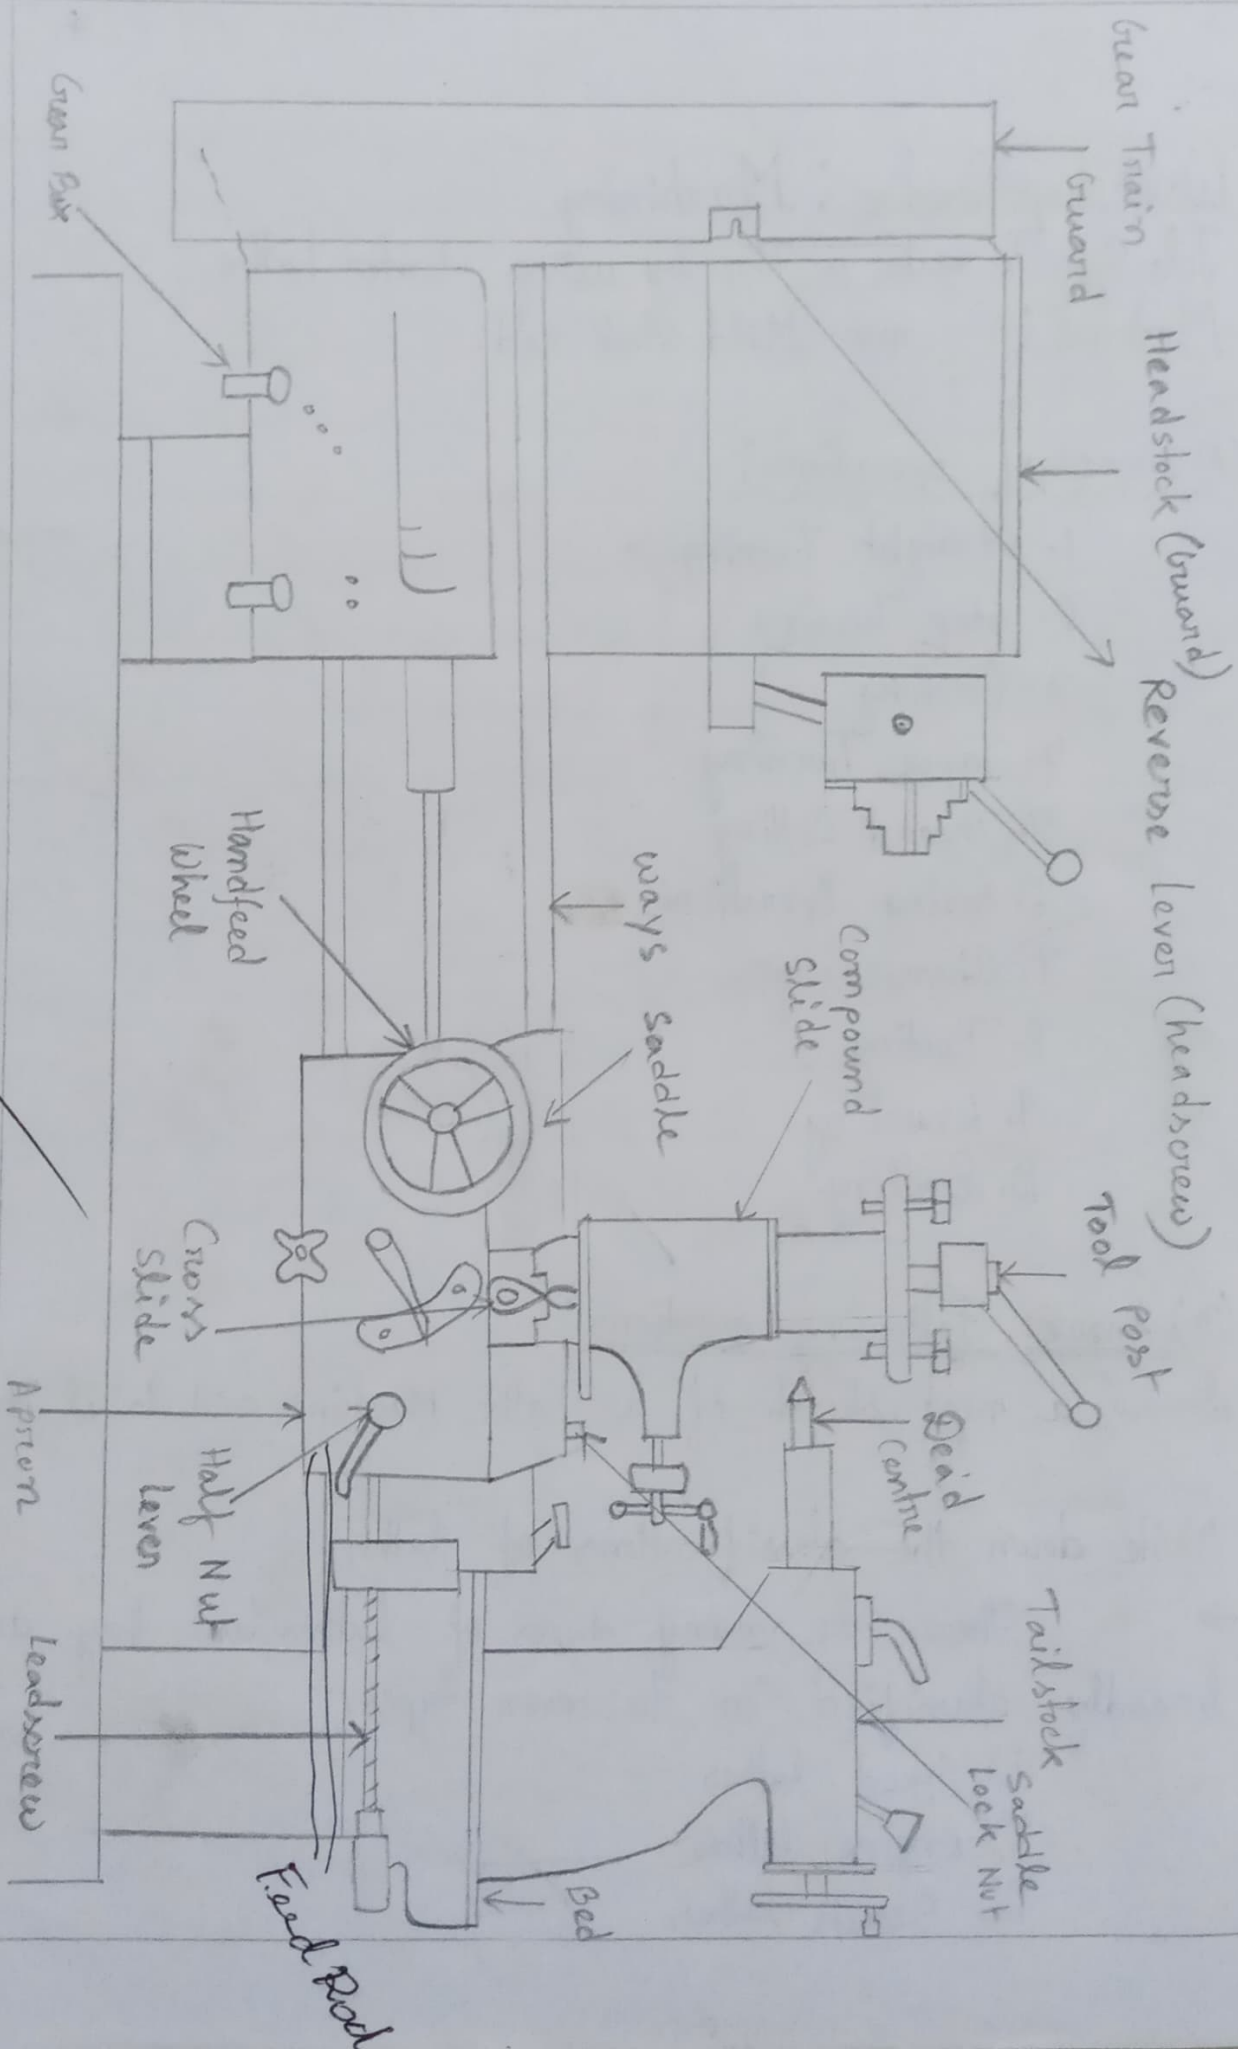 Gear Train
Guard
Headstock (Guard)
Reverse Lever (headscrew)
Tool Post
Tailstock
Saddle
Lock Nut
Dead
Centre
Compound
Slide
ways
Saddle
Bed
Handfeed
Wheel
Cross
Slide
Half Nut
Lever
Feed Rod
Gear Box
Apron
Leadscrew